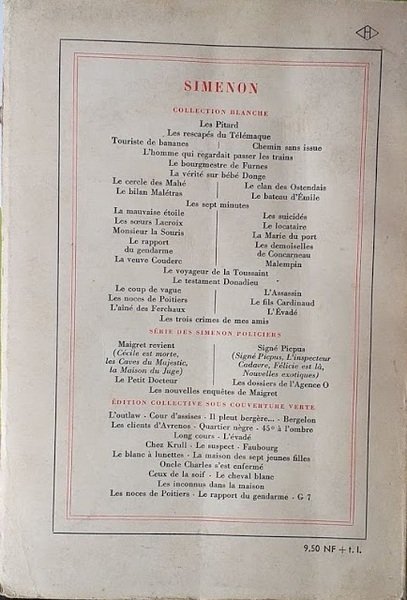 H
SIMENON
COLLECTION BLANCHE
Les Pitard
Les rescapés du Télémaque
Touriste de bananes | Chemin sans issue
L'homme qui regardait passer les trains
Le bourgmestre de Furnes
La vérité sur bébé Donge
Le cercle des Mahé | Le clan des Ostendais
Le bilan Malétras | Le bateau d'Émile
Les sept minutes
La mauvaise étoile | Les suicidés
Les sœurs Lacroix | Le locataire
Monsieur la Souris | La Marie du port
Le rapport | Les demoiselles
du gendarme | de Concarneau
La veuve Couderc | Malempin
Le voyageur de la Toussaint
Le testament Donadieu
Le coup de vague | L'Assassin
Les noces de Poitiers | Le fils Cardinaud
L'aîné des Ferchaux | L'Évadé
Les trois crimes de mes amis
SÉRIE DES SIMENON POLICIERS
Maigret revient | Signé Picpus
(Cécile est morte, | (Signé Picpus, L'inspecteur
les Caves du Majestic, | Cadavre, Félicie est là,
la Maison du Juge) | Nouvelles exotiques)
Le Petit Docteur | Les dossiers de l'Agence O
Les nouvelles enquêtes de Maigret
ÉDITION COLLECTIVE SOUS COUVERTURE VERTE
L'outlaw - Cour d'assises - Il pleut bergère... - Bergelon
Les clients d'Avrenos - Quartier nègre - 45° à l'ombre
Long cours - L'évadé
Chez Krull - Le suspect - Faubourg
Le blanc à lunettes - La maison des sept jeunes filles
Oncle Charles s'est enfermé
Ceux de la soif - Le cheval blanc
Les inconnus dans la maison
Les noces de Poitiers - Le rapport du gendarme - G 7
9,50 NF + t. l.